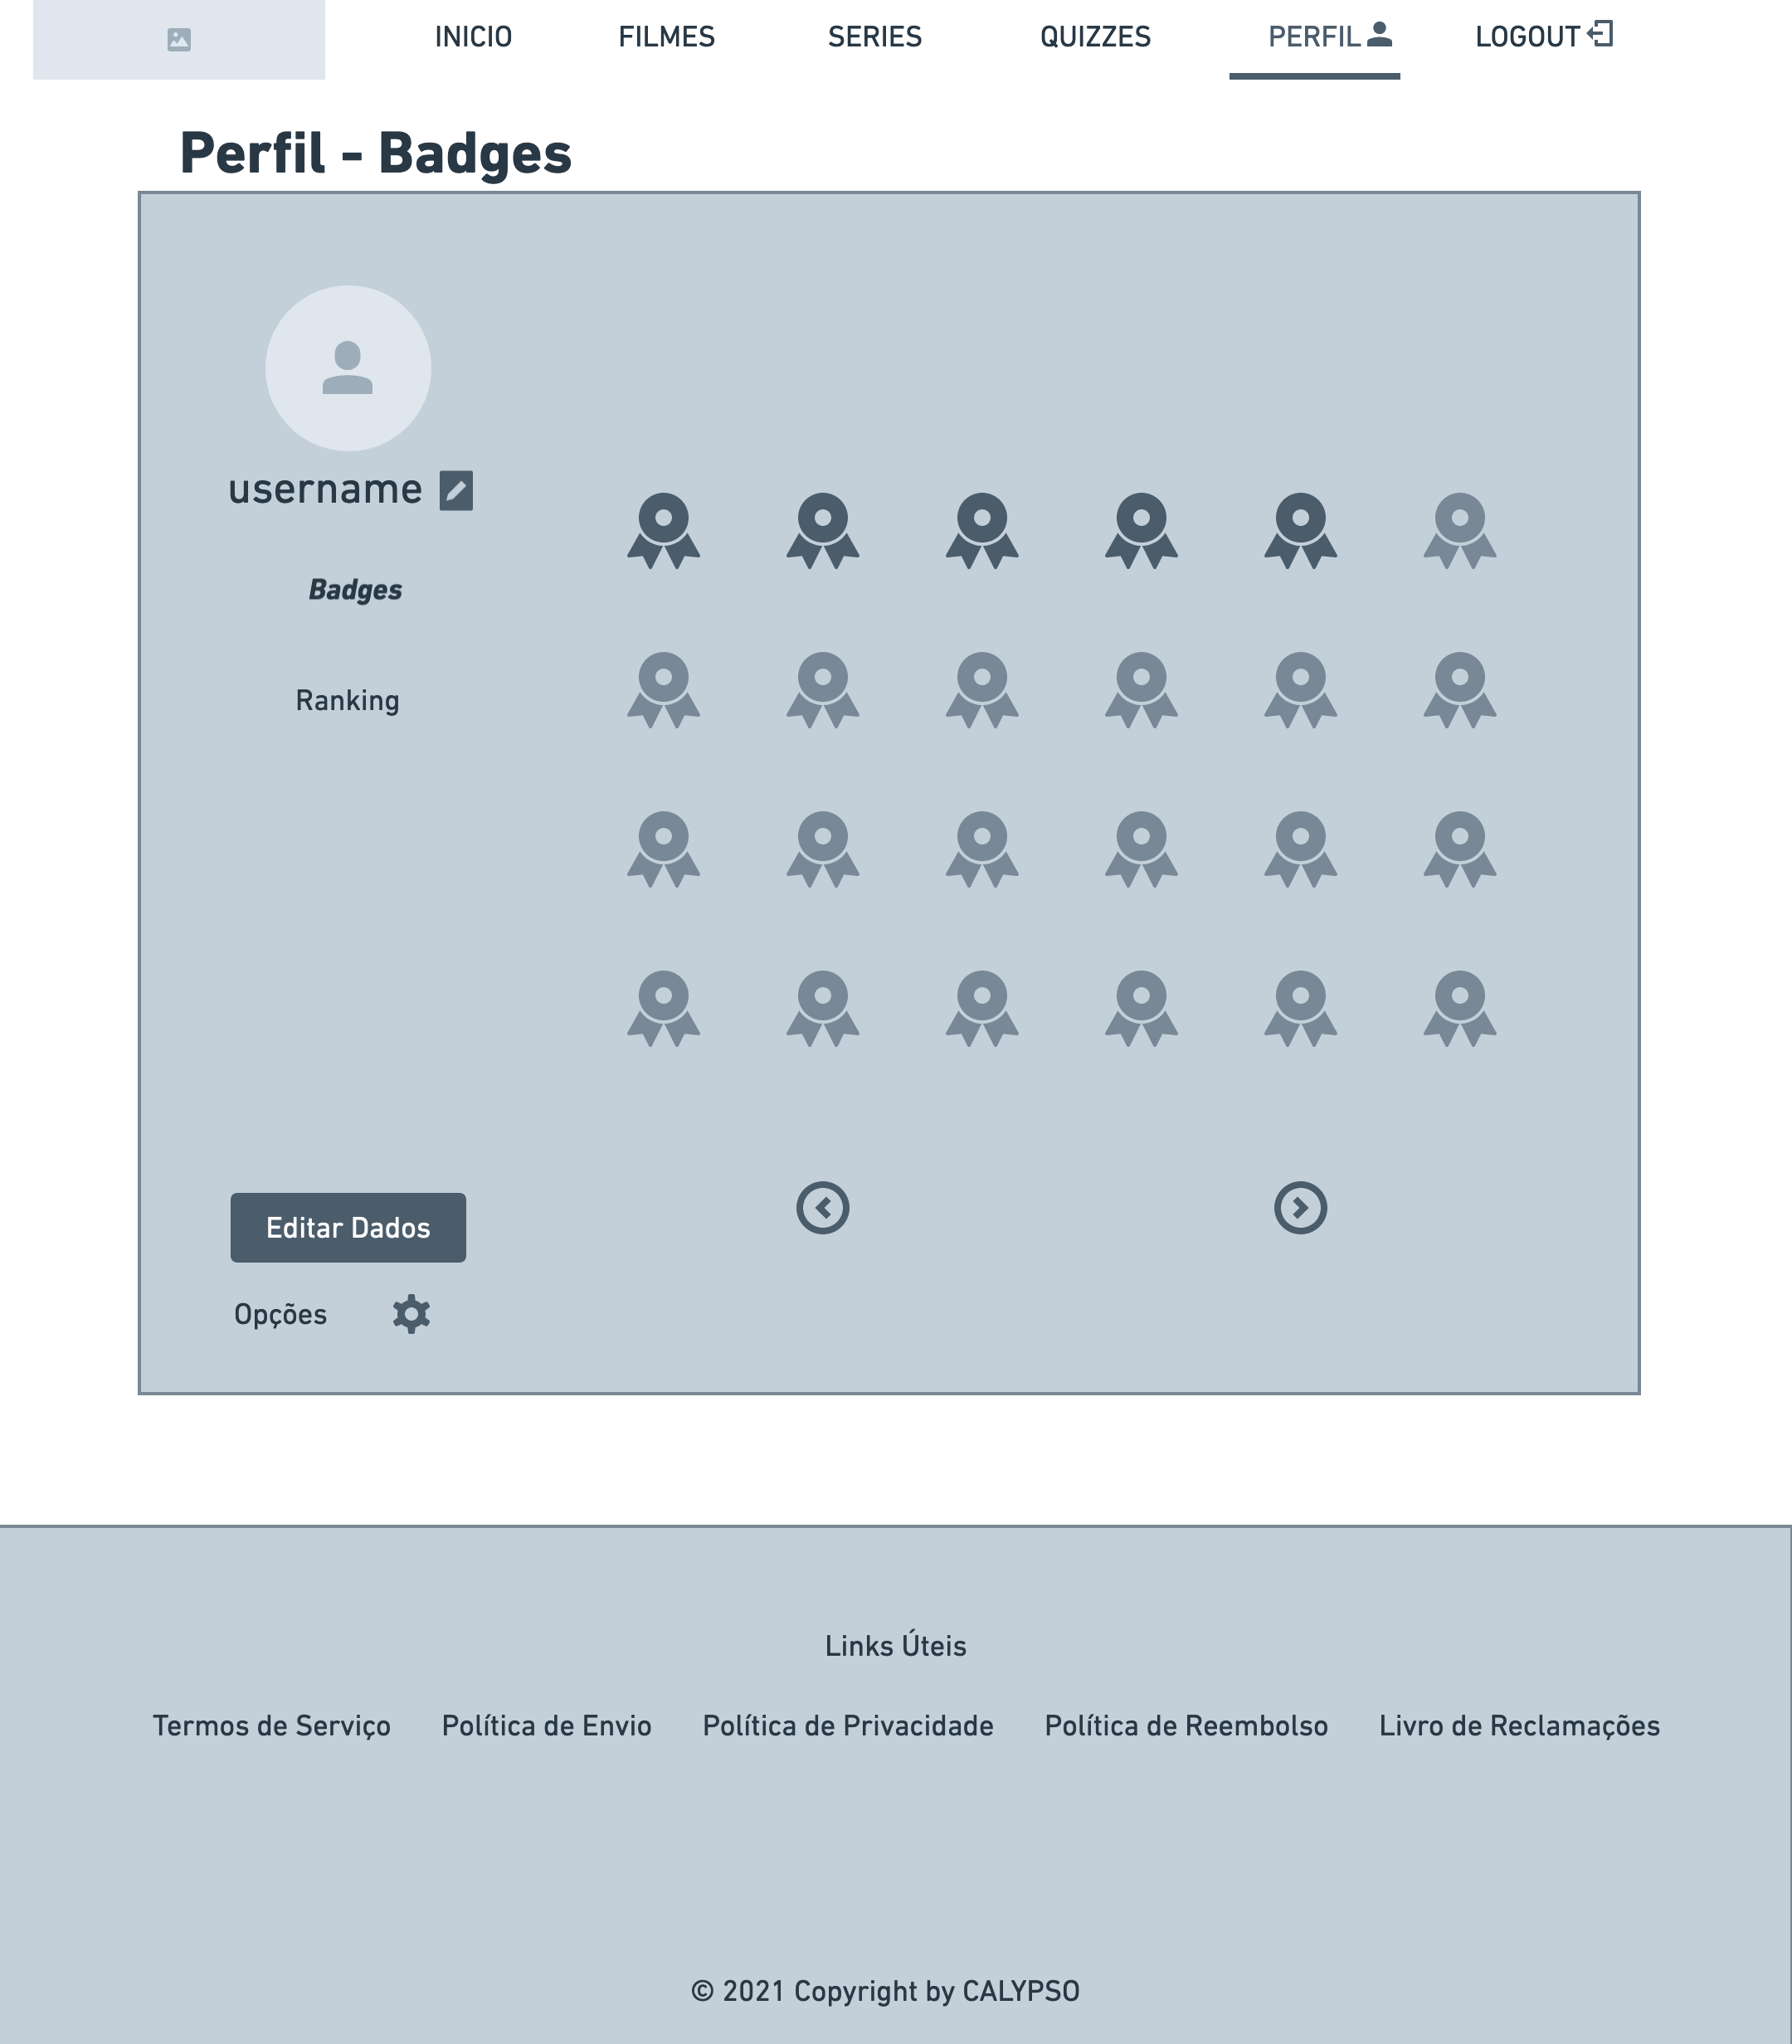 INICIO FILMES SERIES QUIZZES PERFIL LOGOUT
Perfil - Badges
username
Badges
Ranking
Editar Dados
Opções
Links Úteis
Termos de Serviço Política de Envio Política de Privacidade Política de Reembolso Livro de Reclamações
© 2021 Copyright by CALYPSO